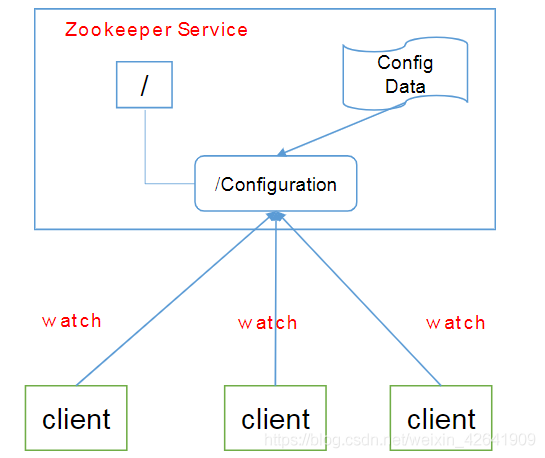 Zookeeper Service
/
Config
Data
/Configuration
watch
watch
watch
client
client
client
https://blog.csdn.net/weixin_42641909